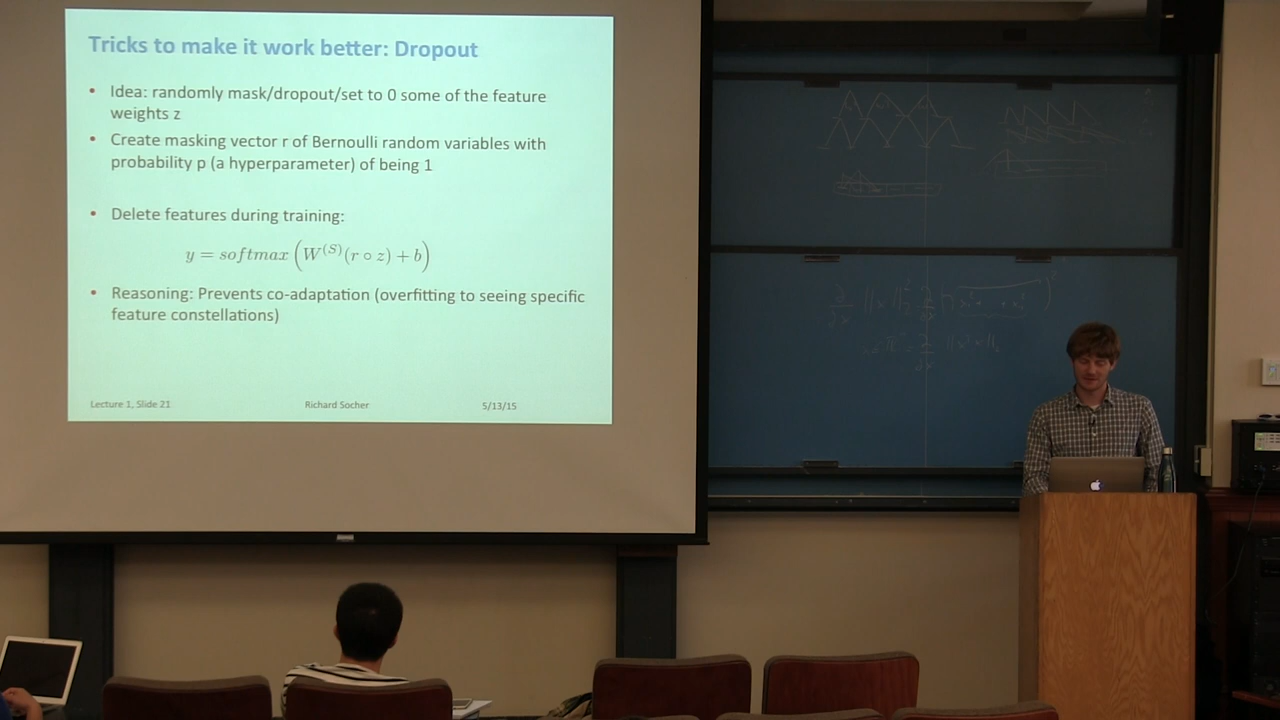 Tricks to make it work better: Dropout
• Idea: randomly mask/dropout/set to 0 some of the feature
weights z
• Create masking vector r of Bernoulli random variables with
probability p (a hyperparameter) of being 1
• Delete features during training:
y = softmax (W^(S)(r ∘ z) + b)
• Reasoning: Prevents co-adaptation (overfitting to seeing specific
feature constellations)
Lecture 1, Slide 21 Richard Socher 5/13/15